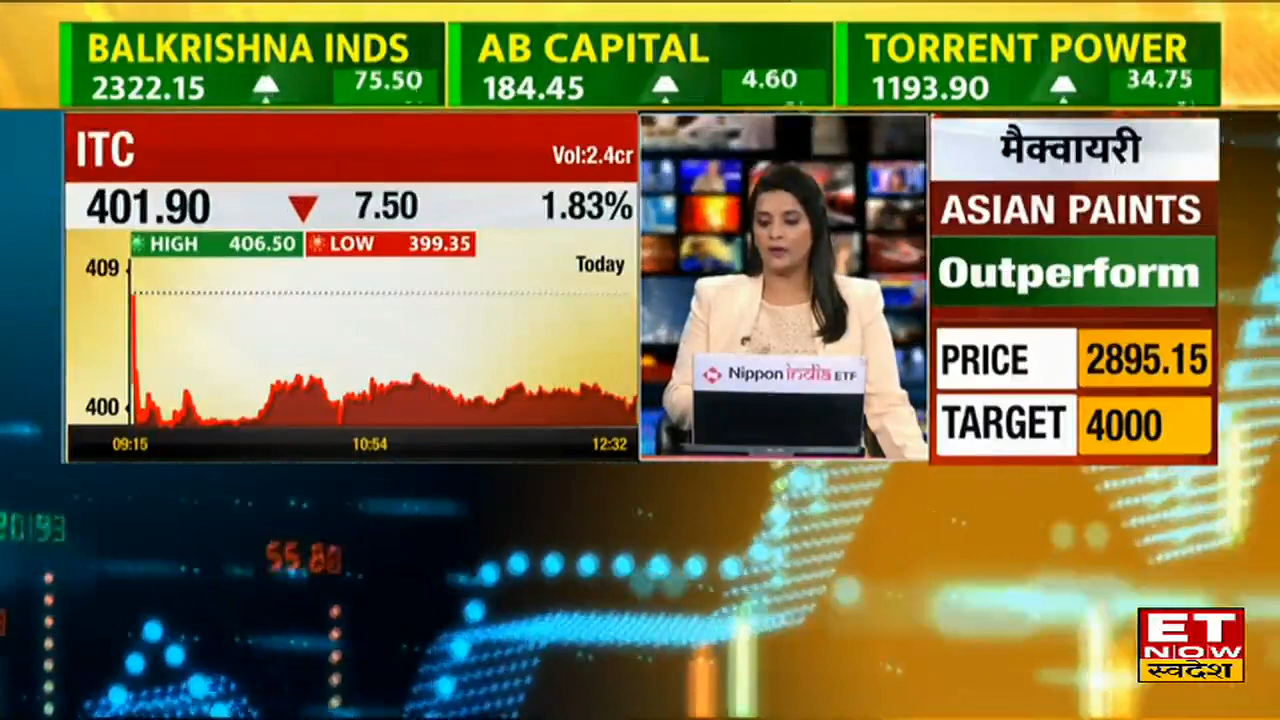 BALKRISHNA INDS
2322.15 75.50
AB CAPITAL
184.45 4.60
TORRENT POWER
1193.90 34.75
ITC
Vol:2.4cr
401.90 7.50 1.83%
HIGH 406.50 LOW 399.35
Today
409
400
09:15 10:54 12:32
Nippon india ETF
मैक्वायरी
ASIAN PAINTS
Outperform
PRICE 2895.15
TARGET 4000
55.80
ET
NOW
स्वदेश